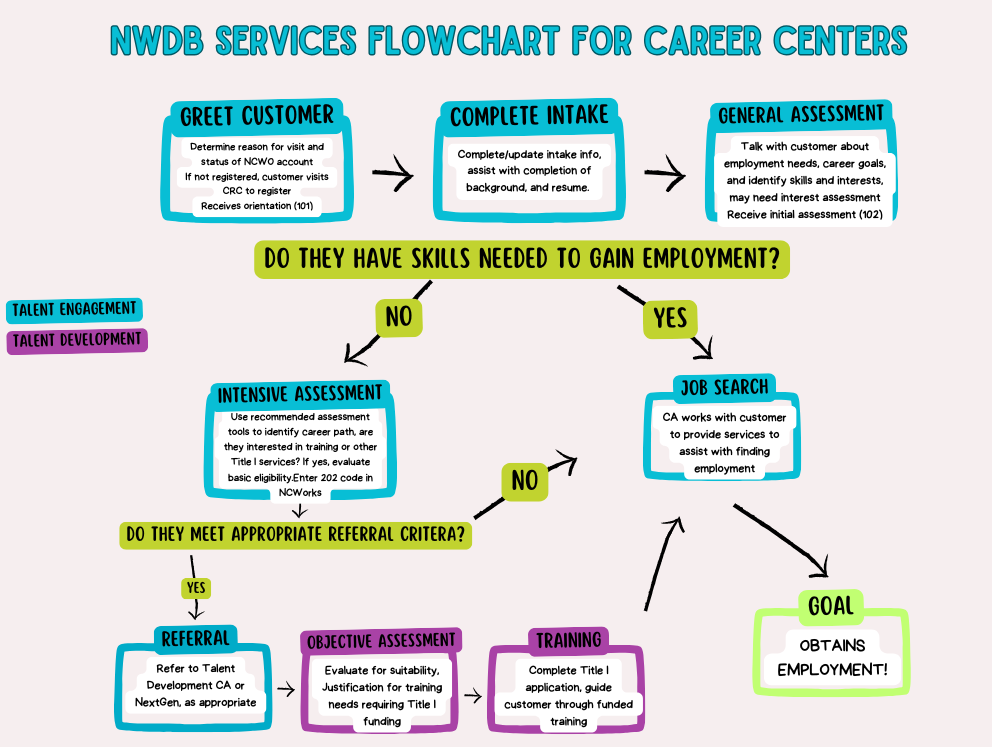 NWDB SERVICES FLOWCHART FOR CAREER CENTERS
GREET CUSTOMER
Determine reason for visit and
status of NCWO account
If not registered, customer visits
CRC to register
Receives orientation (101)
COMPLETE INTAKE
Complete/update intake info,
assist with completion of
background, and resume.
GENERAL ASSESSMENT
Talk with customer about
employment needs, career goals,
and identify skills and interests,
may need interest assessment
Receive initial assessment (102)
DO THEY HAVE SKILLS NEEDED TO GAIN EMPLOYMENT?
TALENT ENGAGEMENT
TALENT DEVELOPMENT
NO
YES
INTENSIVE ASSESSMENT
Use recommended assessment
tools to identify career path, are
they interested in training or other
Title I services? If yes, evaluate
basic eligibility.Enter 202 code in
NCWorks
JOB SEARCH
CA works with customer
to provide services to
assist with finding
employment
NO
DO THEY MEET APPROPRIATE REFERRAL CRITERA?
YES
REFERRAL
Refer to Talent
Development CA or
NextGen, as appropriate
OBJECTIVE ASSESSMENT
Evaluate for suitability,
Justification for training
needs requiring Title I
funding
TRAINING
Complete Title I
application, guide
customer through funded
training
GOAL
OBTAINS
EMPLOYMENT!